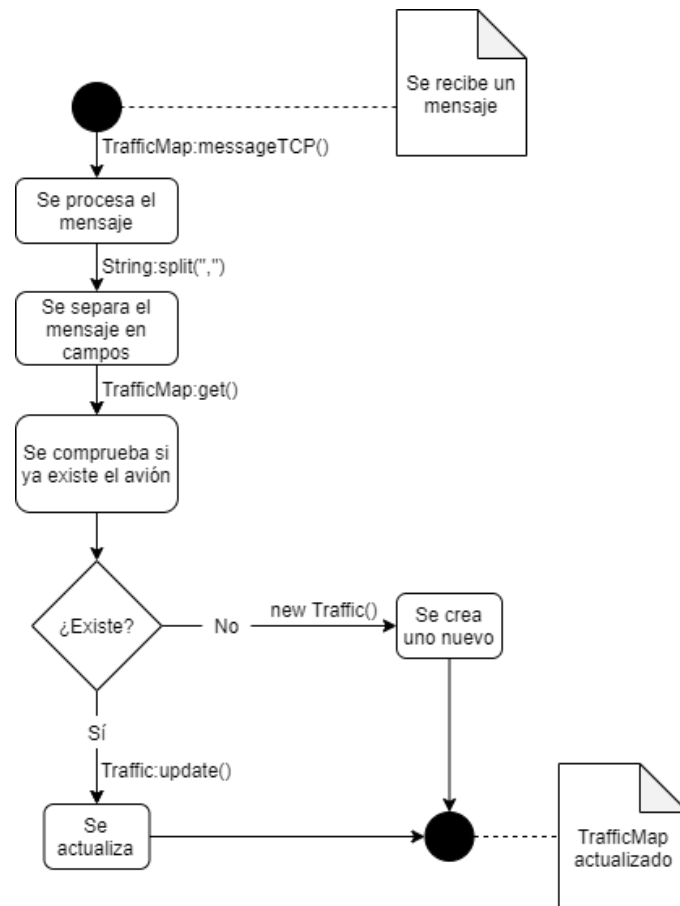 Se recibe un
mensaje
TrafficMap:messageTCP()
Se procesa el
mensaje
String:split(",")
Se separa el
mensaje en
campos
TrafficMap:get()
Se comprueba si
ya existe el avión
¿Existe?
No
new Traffic()
Se crea
uno nuevo
Sí
Traffic:update()
Se
actualiza
TrafficMap
actualizado